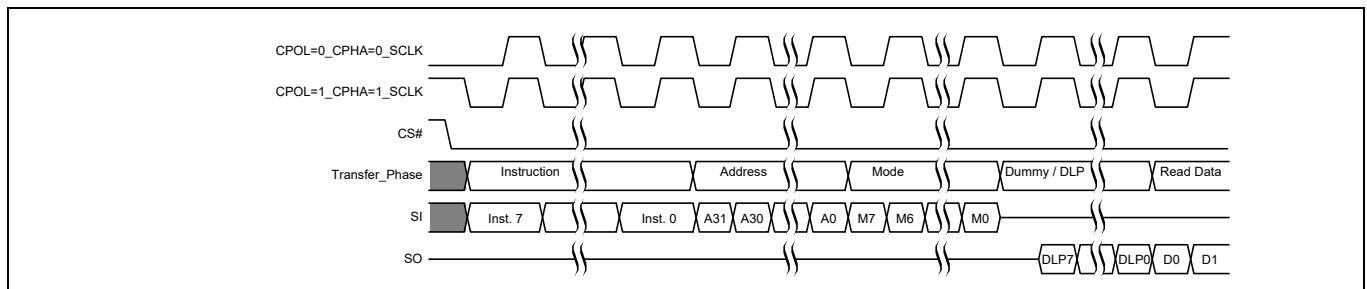 CPOL=0_CPHA=0_SCLK
CPOL=1_CPHA=1_SCLK
CS#
Transfer_Phase Instruction Address Mode Dummy / DLP Read Data
SI Inst. 7 Inst. 0 A31 A30 A0 M7 M6 M0
SO DLP7 DLP0 D0 D1